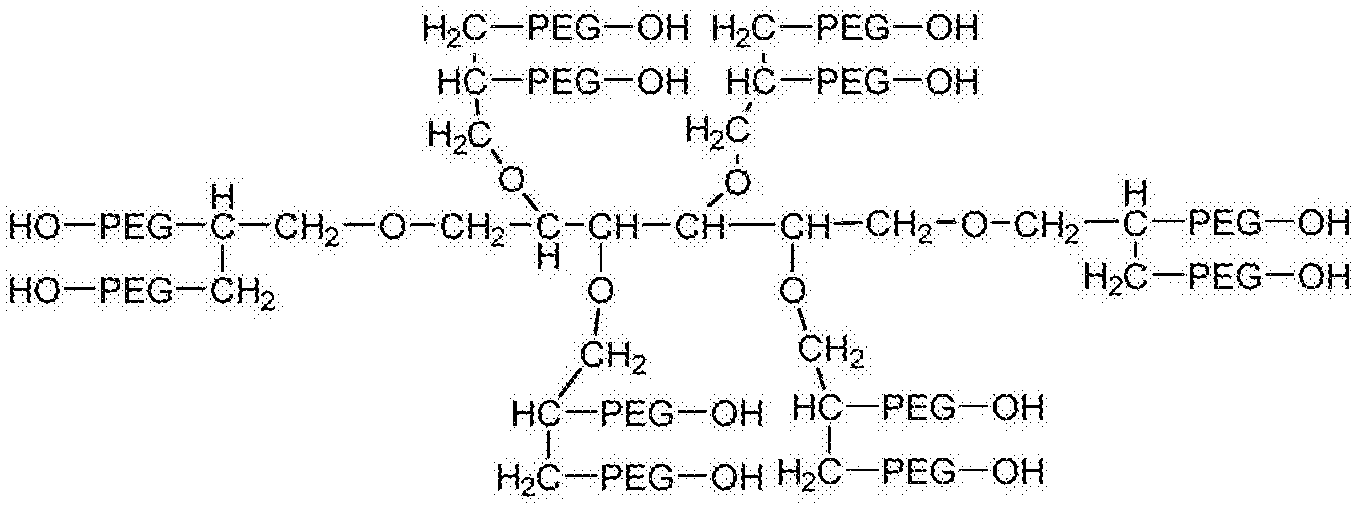 H₂C—PEG—OH H₂C—PEG—OH
HC—PEG—OH HC—PEG—OH
H₂C H₂C
O O
H H
HO—PEG—C—CH₂—O—CH₂—C—CH—CH—CH—CH₂—O—CH₂—C—PEG—OH
H
HO—PEG—CH₂ O O H₂C—PEG—OH
CH₂ CH₂
HC—PEG—OH HC—PEG—OH
H₂C—PEG—OH H₂C—PEG—OH